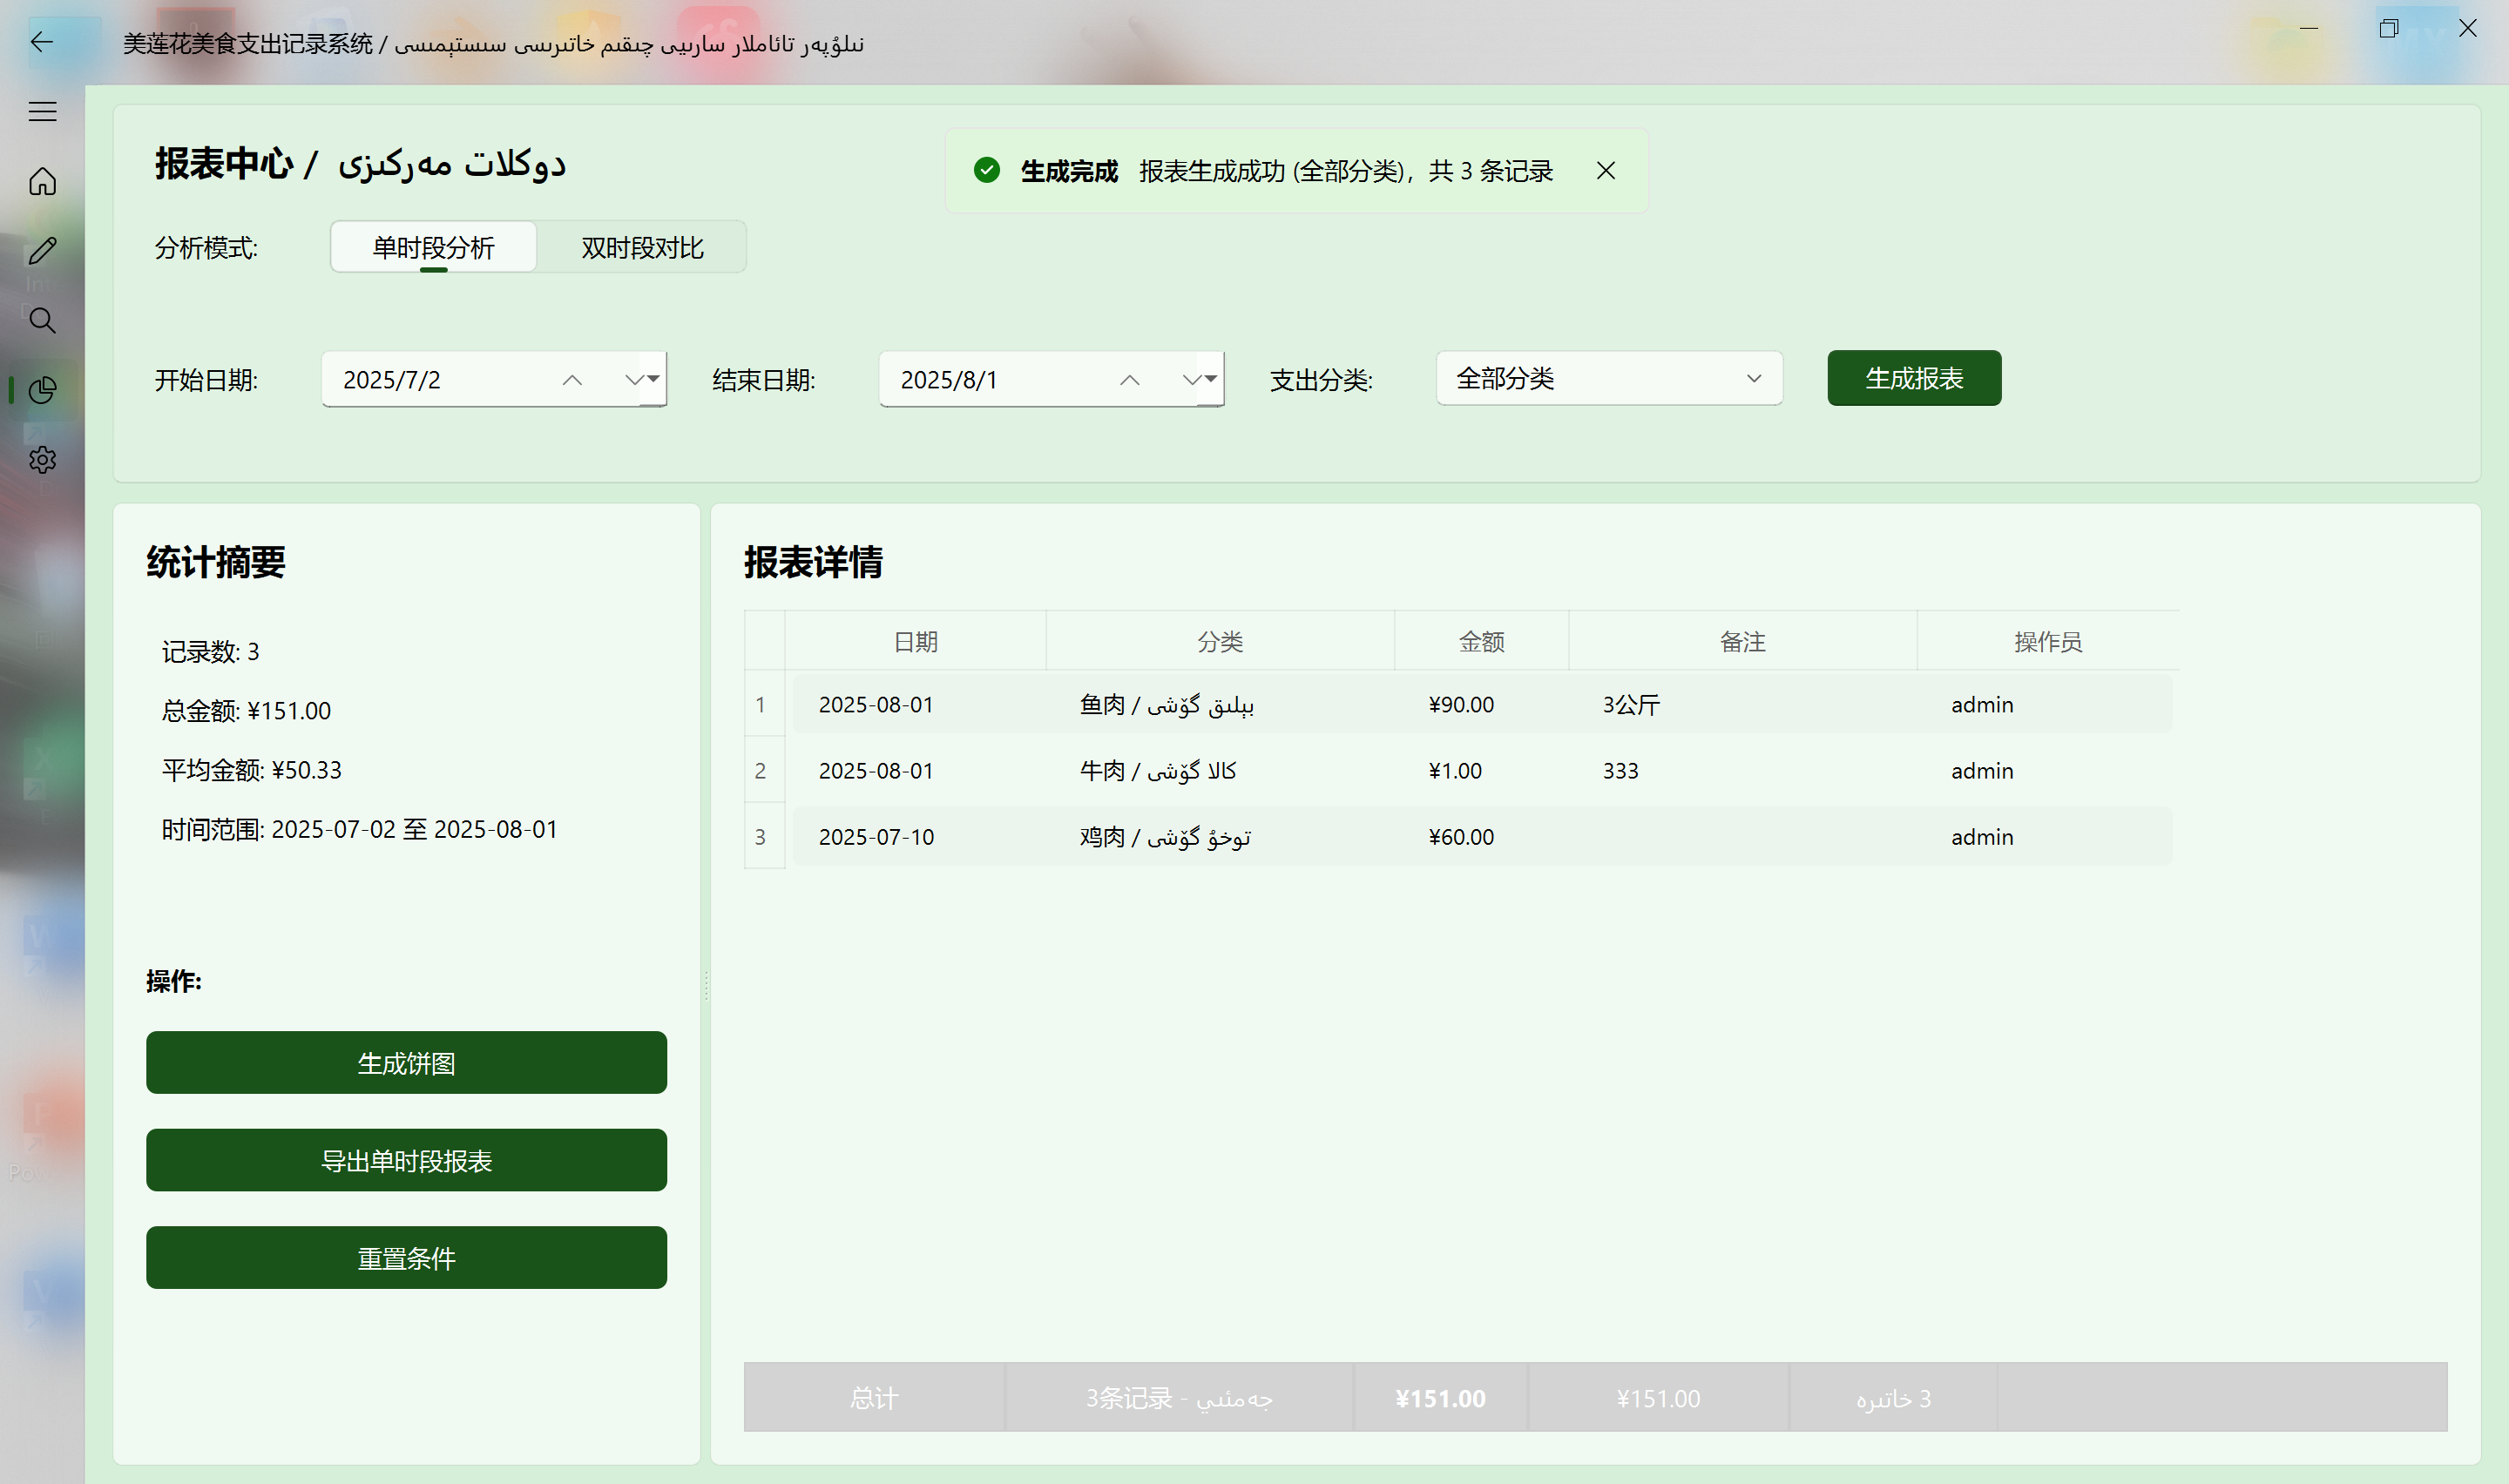 美莲花美食支出记录系统 / نىلۇپەر تائاملار سارىيى چىقىم خاتىرىسى سىستېمىسى
报表中心 / دوكلات مەركىزى
生成完成 报表生成成功 (全部分类)，共 3 条记录
分析模式: 单时段分析 双时段对比
开始日期: 2025/7/2 结束日期: 2025/8/1 支出分类: 全部分类 生成报表
统计摘要
记录数: 3
总金额: ¥151.00
平均金额: ¥50.33
时间范围: 2025-07-02 至 2025-08-01
操作:
生成饼图
导出单时段报表
重置条件
报表详情
日期 分类 金额 备注 操作员
1 2025-08-01 鱼肉 / بېلىق گۆشى ¥90.00 3公斤 admin
2 2025-08-01 牛肉 / كالا گۆشى ¥1.00 333 admin
3 2025-07-10 鸡肉 / توخۇ گۆشى ¥60.00 admin
总计 3条记录 - جەمئىي ¥151.00 ¥151.00 3 خاتىرە